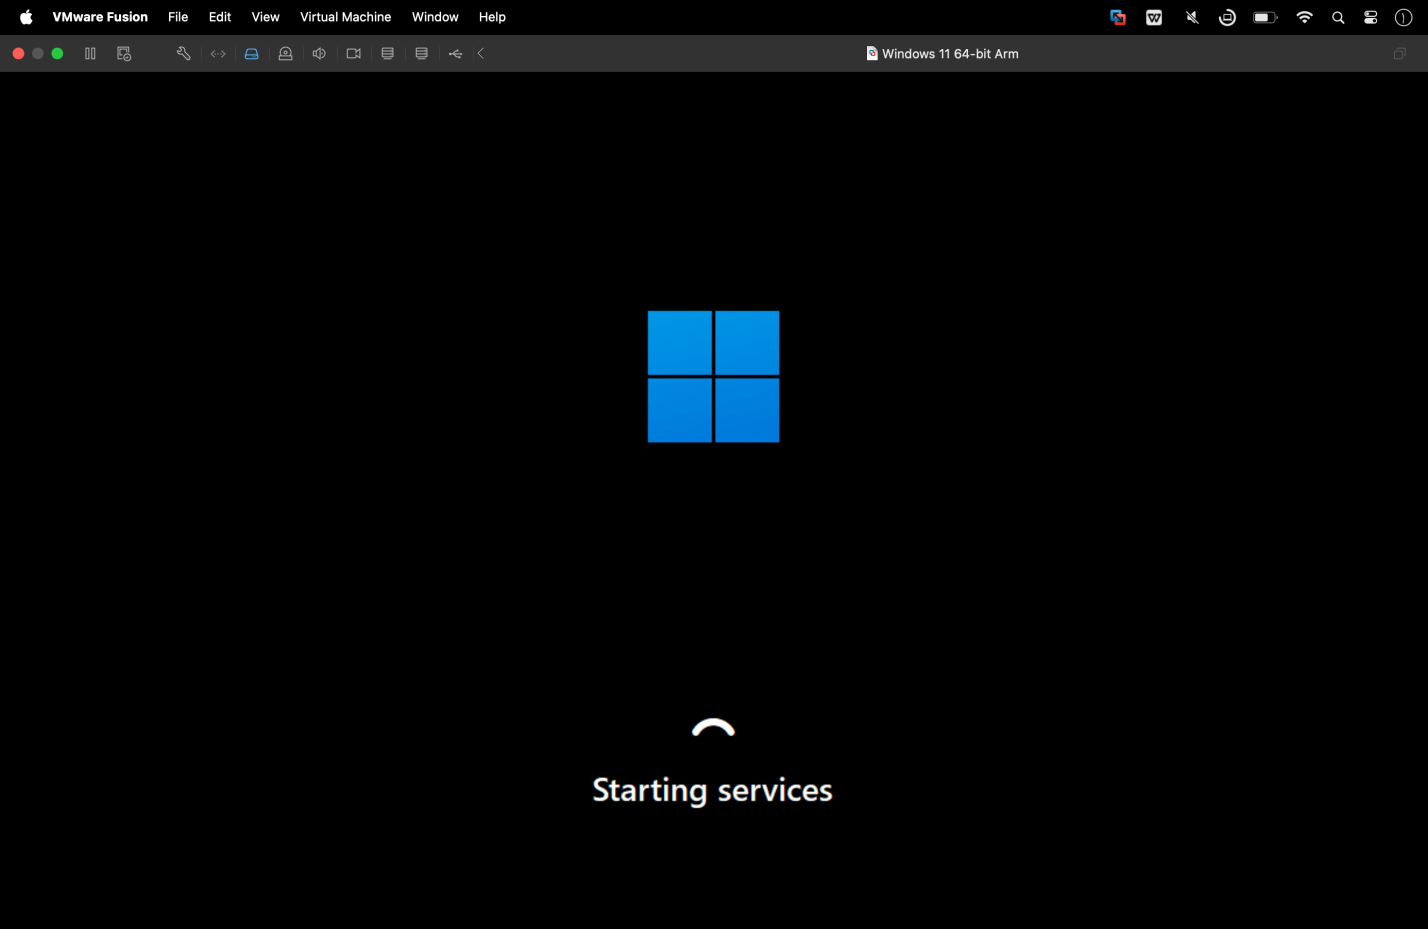 VMware Fusion File Edit View Virtual Machine Window Help
Windows 11 64-bit Arm
Starting services